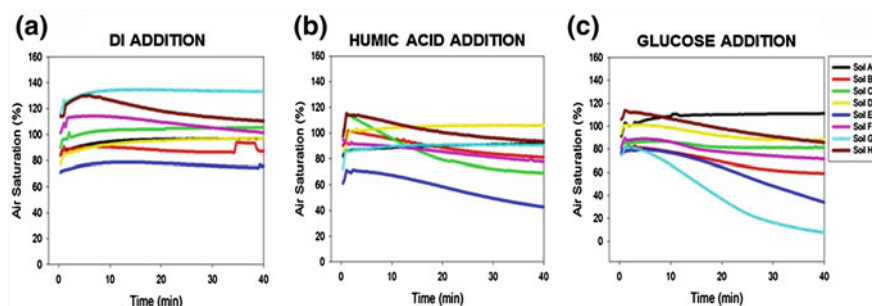 (a) DI ADDITION
(b) HUMIC ACID ADDITION
(c) GLUCOSE ADDITION
Air Saturation (%)
160
140
120
100
80
60
40
20
0
0 10 20 30 40
Time (min)
Air Saturation (%)
160
140
120
100
80
60
40
20
0
0 10 20 30 40
Time (min)
Air Saturation (%)
160
140
120
100
80
60
40
20
0
0 10 20 30 40
Time (min)
Soil A
Soil B
Soil C
Soil D
Soil E
Soil F
Soil G
Soil H